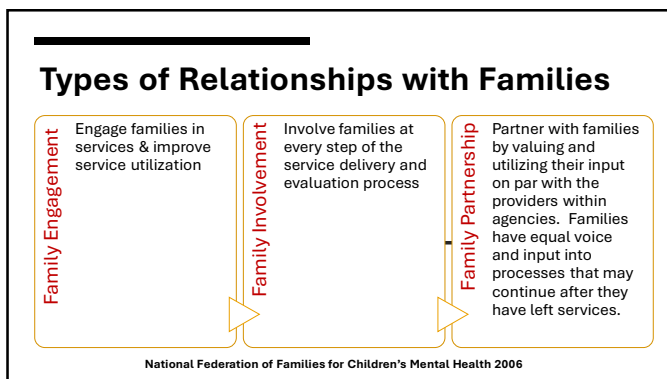 Types of Relationships with Families
Family Engagement
Engage families in
services & improve
service utilization
Family Involvement
Involve families at
every step of the
service delivery and
evaluation process
Family Partnership
Partner with families
by valuing and
utilizing their input
on par with the
providers within
agencies. Families
have equal voice
and input into
processes that may
continue after they
have left services.
National Federation of Families for Children’s Mental Health 2006